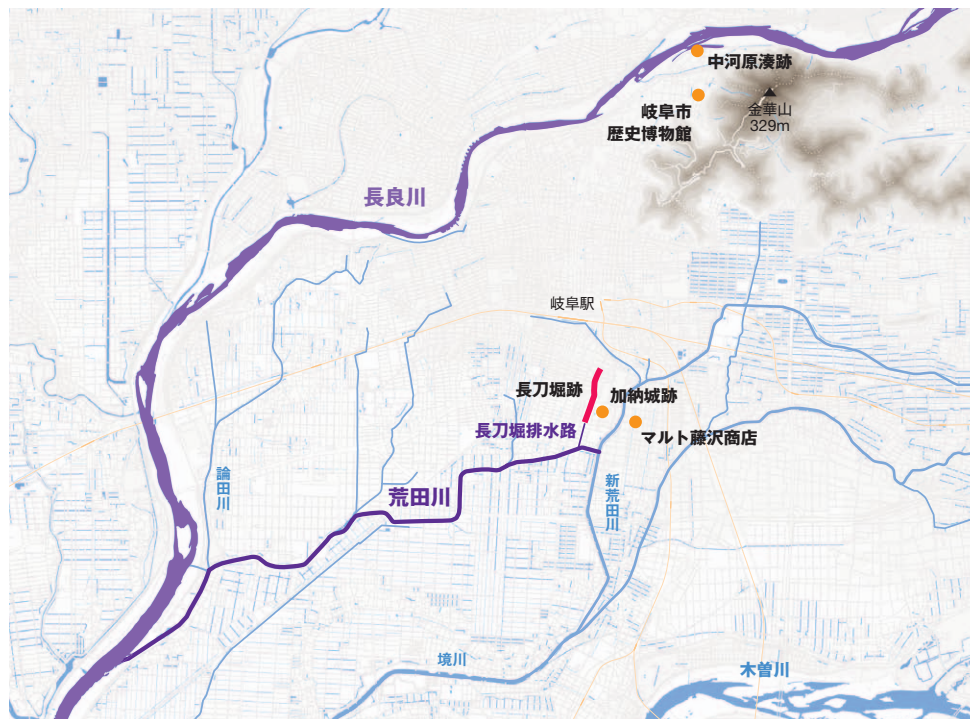 中河原湊跡
金華山
329m
岐阜市
歴史博物館
長良川
岐阜駅
長刀堀跡
加納城跡
長刀堀排水路
マルト藤沢商店
論田川
荒田川
新荒田川
境川
木曽川